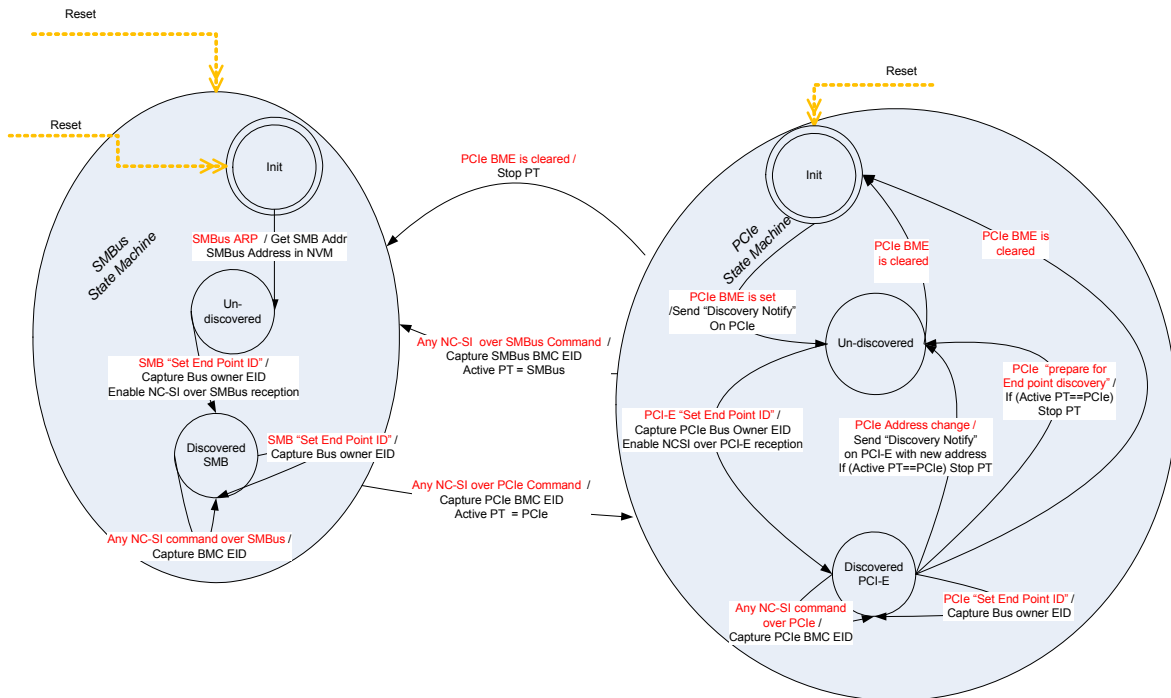 Reset
Reset
Init
SMBus
State Machine
SMBus ARP / Get SMB Addr
SMBus Address in NVM
Un-
discovered
SMB “Set End Point ID” /
Capture Bus owner EID
Enable NC-SI over SMBus reception
Discovered
SMB
SMB “Set End Point ID” /
Capture Bus owner EID
Any NC-SI command over SMBus /
Capture BMC EID
PCIe BME is cleared /
Stop PT
Any NC-SI over SMBus Command /
Capture SMBus BMC EID
Active PT = SMBus
Any NC-SI over PCIe Command /
Capture PCIe BMC EID
Active PT = PCIe
Reset
Init
PCIe
State Machine
PCIe BME is set
/Send “Discovery Notify”
On PCIe
PCIe BME
is cleared
PCIe BME is
cleared
Un-discovered
PCI-E “Set End Point ID” /
Capture PCIe Bus Owner EID
Enable NCSI over PCI-E reception
PCIe Address change /
Send “Discovery Notify”
on PCI-E with new address
If (Active PT==PCIe) Stop PT
PCIe “prepare for
End point discovery” /
If (Active PT==PCIe)
Stop PT
Discovered
PCI-E
Any NC-SI command
over PCIe /
Capture PCIe BMC EID
PCIe “Set End Point ID” /
Capture Bus owner EID